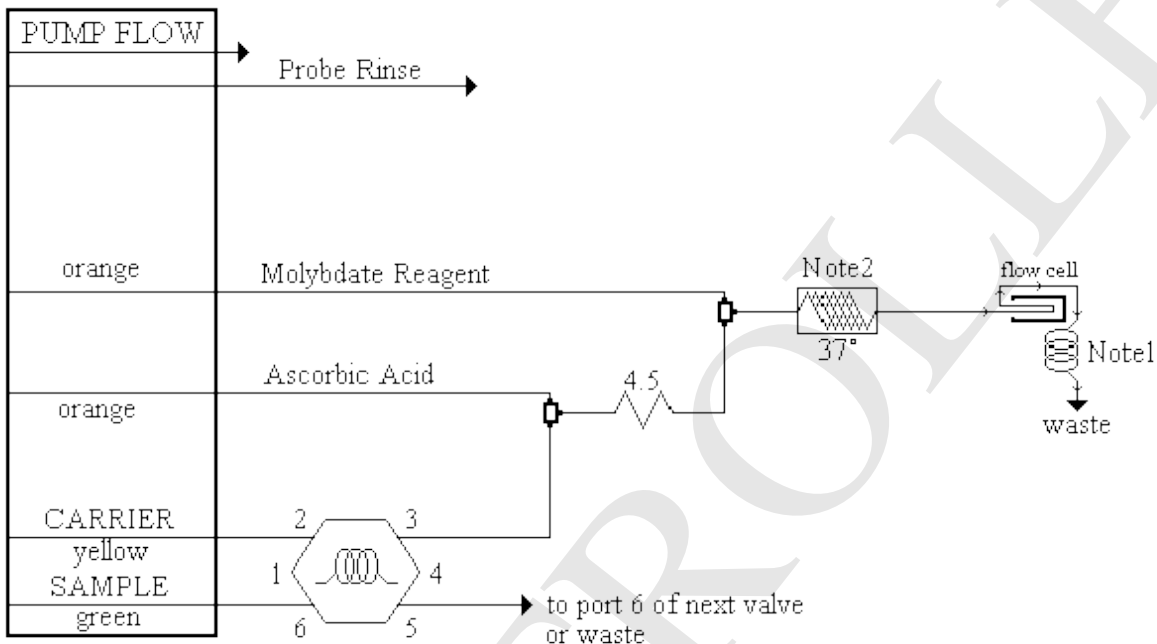 PUMP FLOW
Probe Rinse
orange
Molybdate Reagent
Note2
flow cell
37°
Note1
Ascorbic Acid
4.5
orange
waste
CARRIER
2
3
yellow
1
4
SAMPLE
to port 6 of next valve
green
6
5
or waste